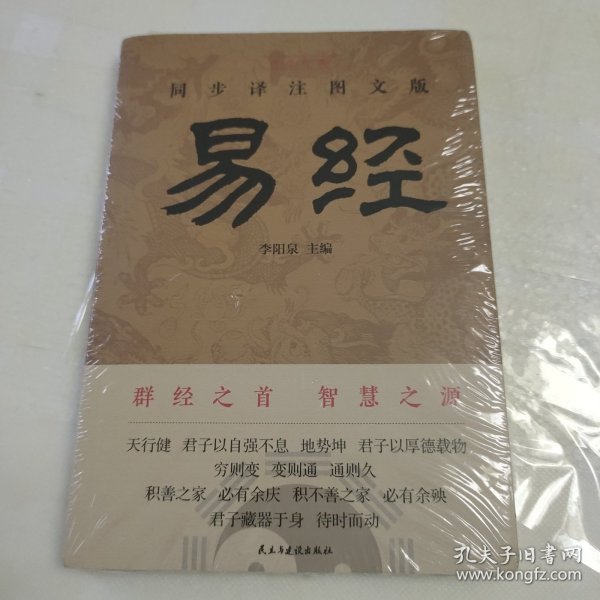 同步译注图文版
易经
李阳泉 主编
群经之首 智慧之源
天行健 君子以自强不息 地势坤 君子以厚德载物
穷则变 变则通 通则久
积善之家 必有余庆 积不善之家 必有余殃
君子藏器于身 待时而动
民主与建设出版社
孔夫子旧书网
www.kongfz.com